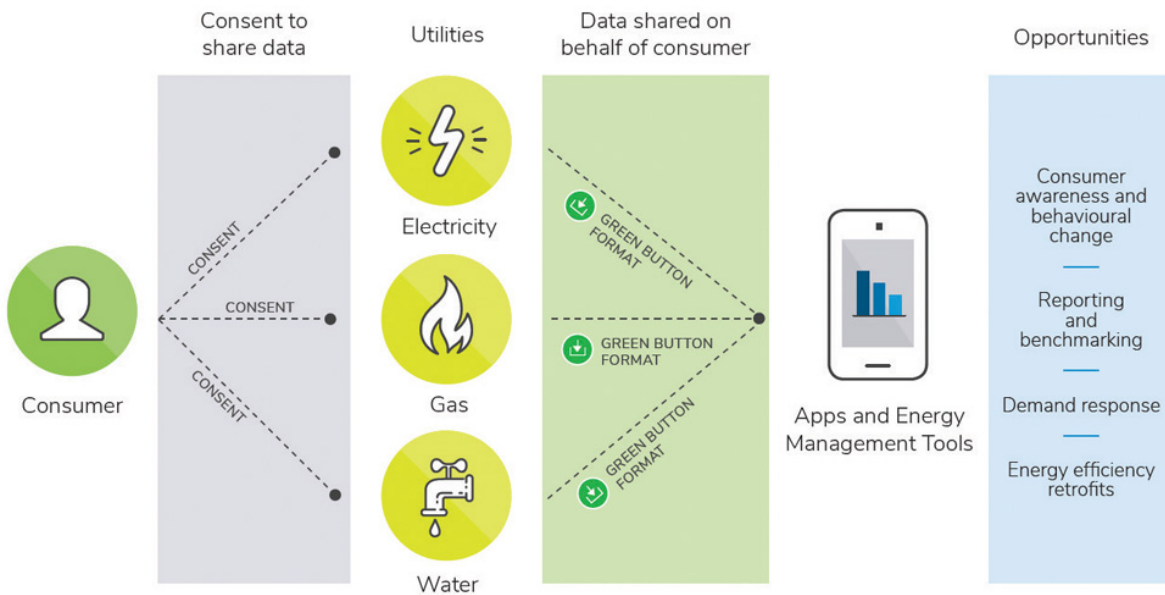 Consent to
share data
Utilities
Data shared on
behalf of consumer
Opportunities
Consumer
CONSENT
CONSENT
CONSENT
Electricity
Gas
Water
GREEN BUTTON
FORMAT
GREEN BUTTON
FORMAT
GREEN BUTTON
FORMAT
Apps and Energy
Management Tools
Consumer
awareness and
behavioural
change
Reporting
and
benchmarking
Demand response
Energy efficiency
retrofits